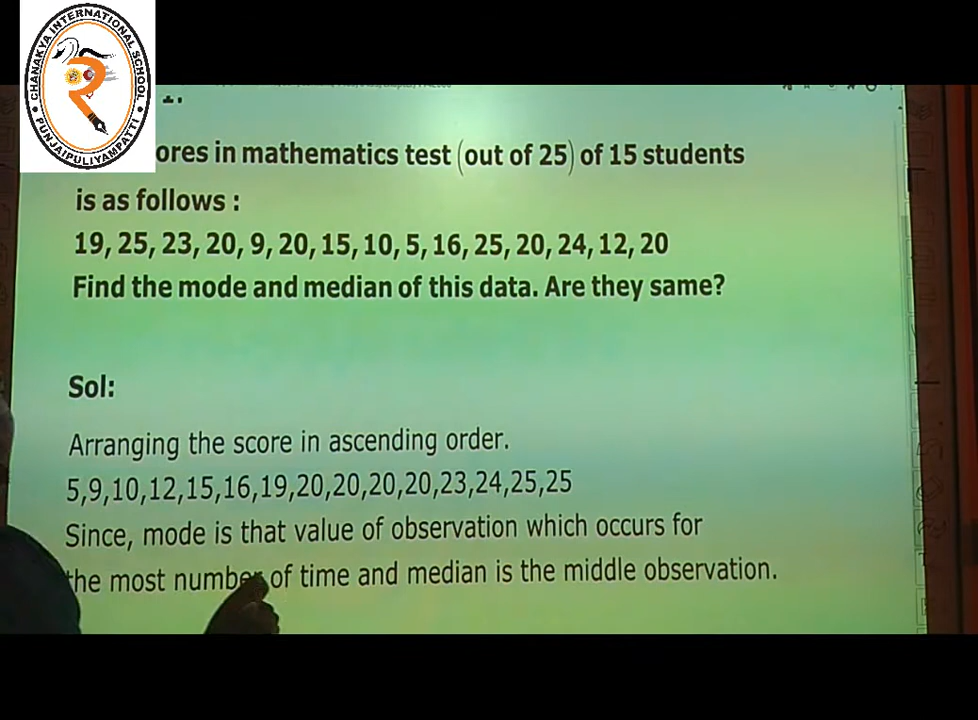 CHANAKYA INTERNATIONAL SCHOOL
PUNJAIPULIYAMPATTI
ores in mathematics test (out of 25) of 15 students
is as follows :
19, 25, 23, 20, 9, 20, 15, 10, 5, 16, 25, 20, 24, 12, 20
Find the mode and median of this data. Are they same?
Sol:
Arranging the score in ascending order.
5,9,10,12,15,16,19,20,20,20,20,23,24,25,25
Since, mode is that value of observation which occurs for
the most number of time and median is the middle observation.